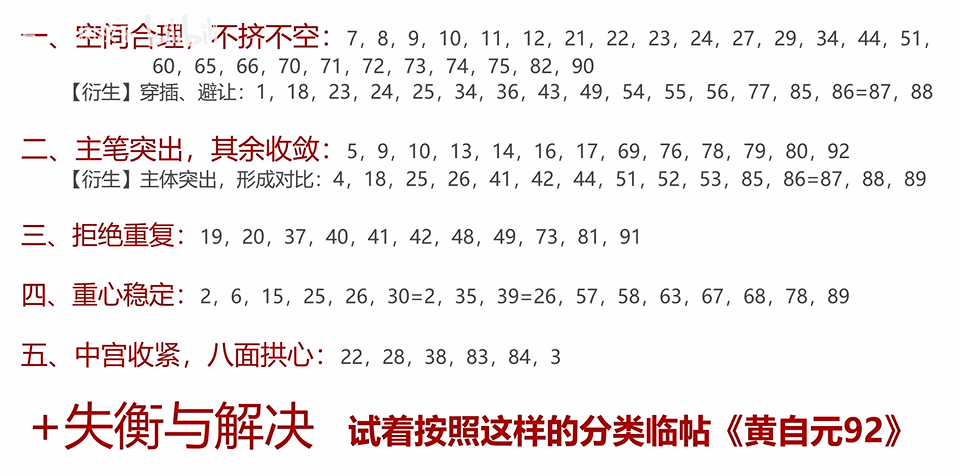 一、空间合理，不挤不空：7，8，9，10，11，12，21，22，23，24，27，29，34，44，51，
60，65，66，70，71，72，73，74，75，82，90
【衍生】穿插、避让：1，18，23，24，25，34，36，43，49，54，55，56，77，85，86=87，88
二、主笔突出，其余收敛：5，9，10，13，14，16，17，69，76，78，79，80，92
【衍生】主体突出，形成对比：4，18，25，26，41，42，44，51，52，53，85，86=87，88，89
三、拒绝重复：19，20，37，40，41，42，48，49，73，81，91
四、重心稳定：2，6，15，25，26，30=2，35，39=26，57，58，63，67，68，78，89
五、中宫收紧，八面拱心：22，28，38，83，84，3
+失衡与解决 试着按照这样的分类临帖《黄自元92》